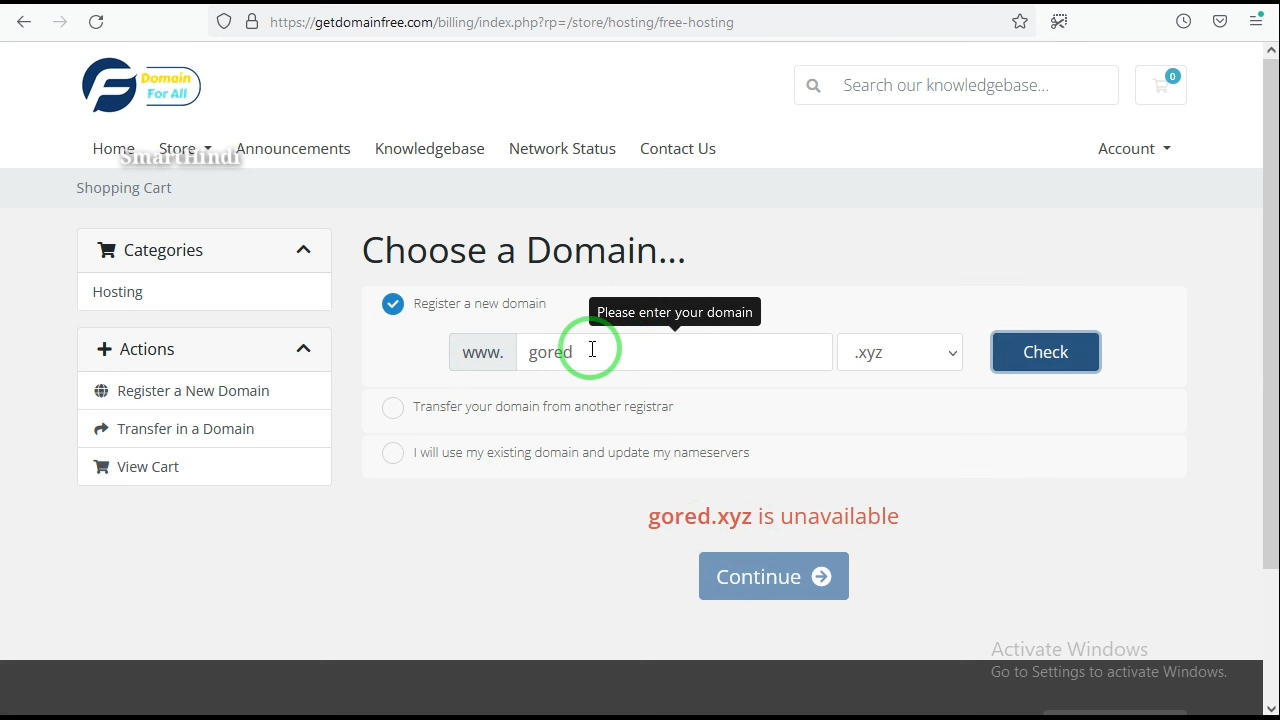 https://getdomainfree.com/billing/index.php?rp=/store/hosting/free-hosting
Domain
For All
Search our knowledgebase...
0
Home Store Announcements Knowledgebase Network Status Contact Us Account
SmartHindi
Shopping Cart
Categories
Hosting
Actions
Register a New Domain
Transfer in a Domain
View Cart
Choose a Domain...
Register a new domain
Please enter your domain
www. gored .xyz Check
Transfer your domain from another registrar
I will use my existing domain and update my nameservers
gored.xyz is unavailable
Continue
Activate Windows
Go to Settings to activate Windows.